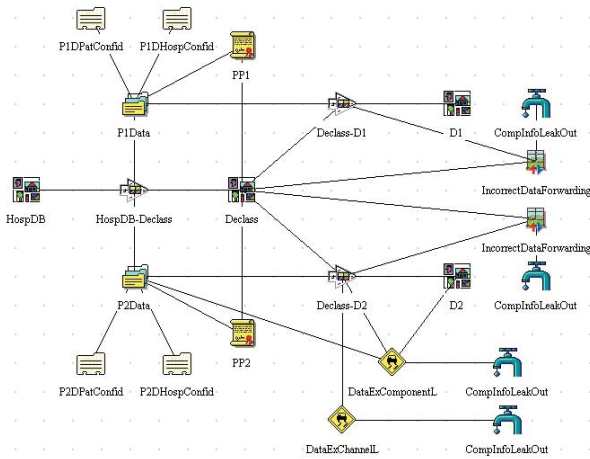 P1DPatConfid
P1DHospConfid
PP1
P1Data
Declass-D1
D1
CompInfoLeakOut
IncorrectDataForwarding
HospDB
HospDB-Declass
Declass
IncorrectDataForwarding
P2Data
Declass-D2
D2
CompInfoLeakOut
PP2
P2DPatConfid
P2DHospConfid
DataExComponentL
CompInfoLeakOut
DataExChannelL
CompInfoLeakOut